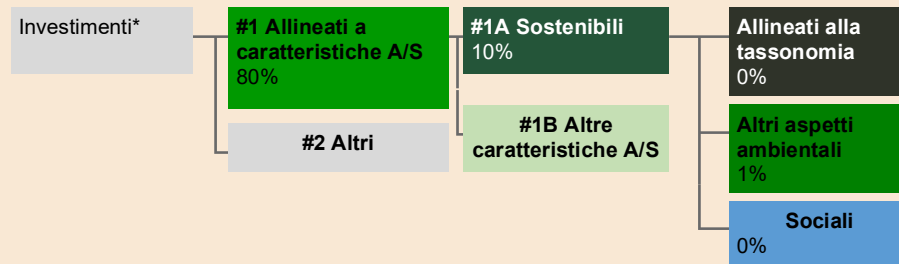 Investimenti*
#1 Allineati a
caratteristiche A/S
80%
#2 Altri
#1A Sostenibili
10%
#1B Altre
caratteristiche A/S
Allineati alla
tassonomia
0%
Altri aspetti
ambientali
1%
Sociali
0%